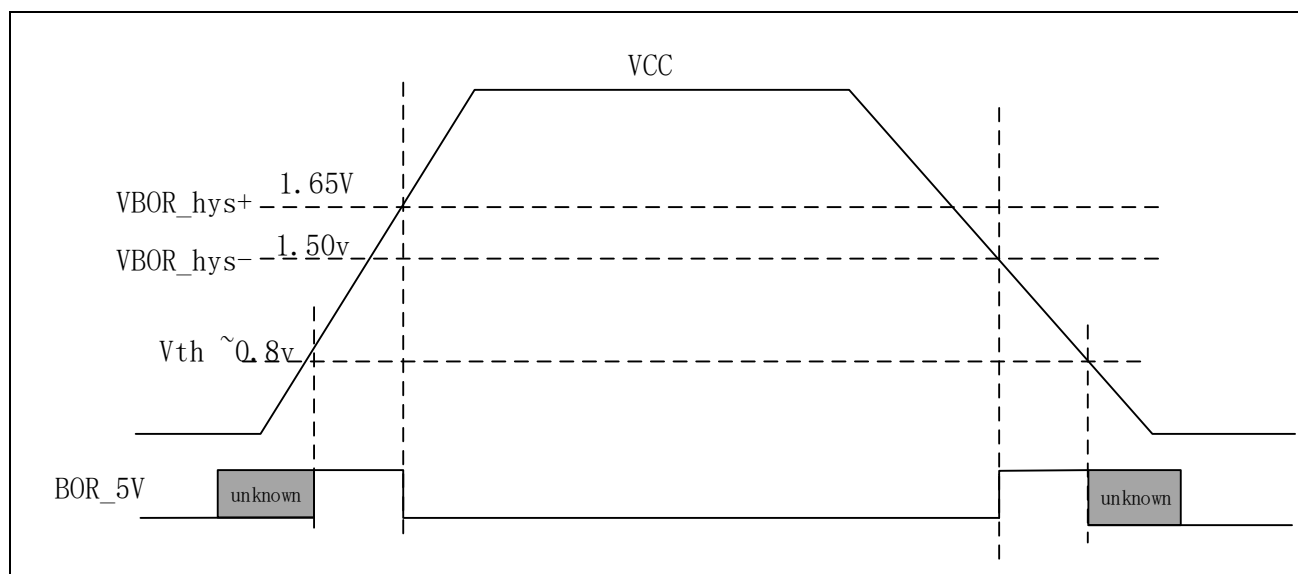 VCC
1.65V
VBOR_hys+
1.50v
VBOR_hys-
Vth ~0.8v
BOR_5V
unknown
unknown